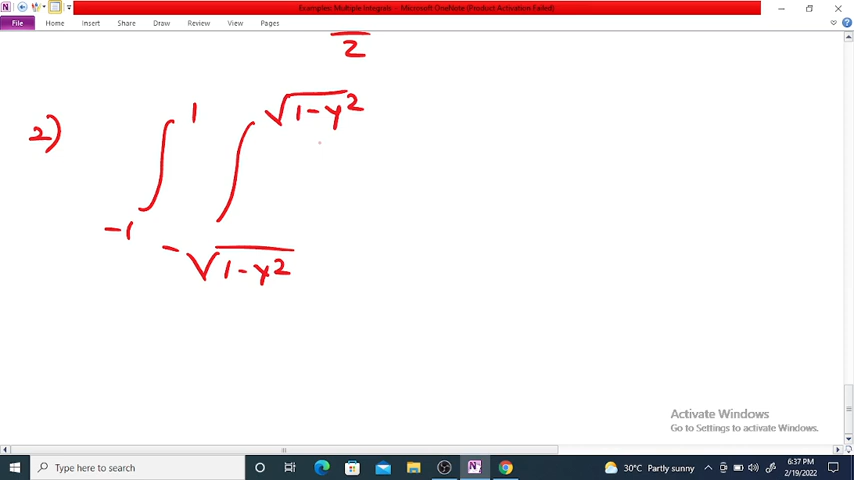 Examples: Multiple Integrals -- Microsoft OneNote (Product Activation Failed)
File Home Insert Share Draw Review View Pages
2
2) ∫ 1 -1 ∫ √1-y2 -√1-y2
Activate Windows
Go to Settings to activate Windows.
Type here to search
30°C Partly sunny
6:37 PM
2/19/2022